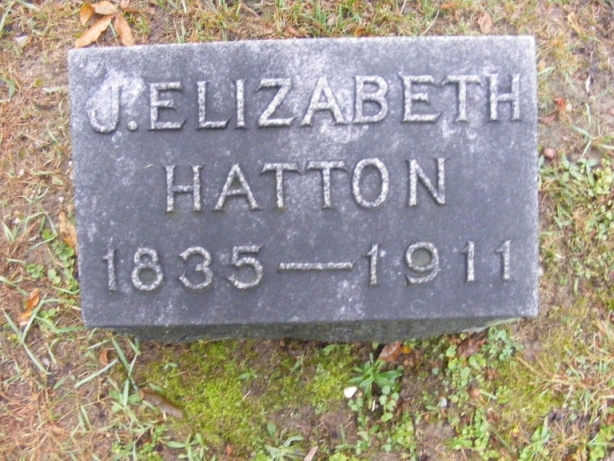 J. ELIZABETH
HATTON
1835—1911